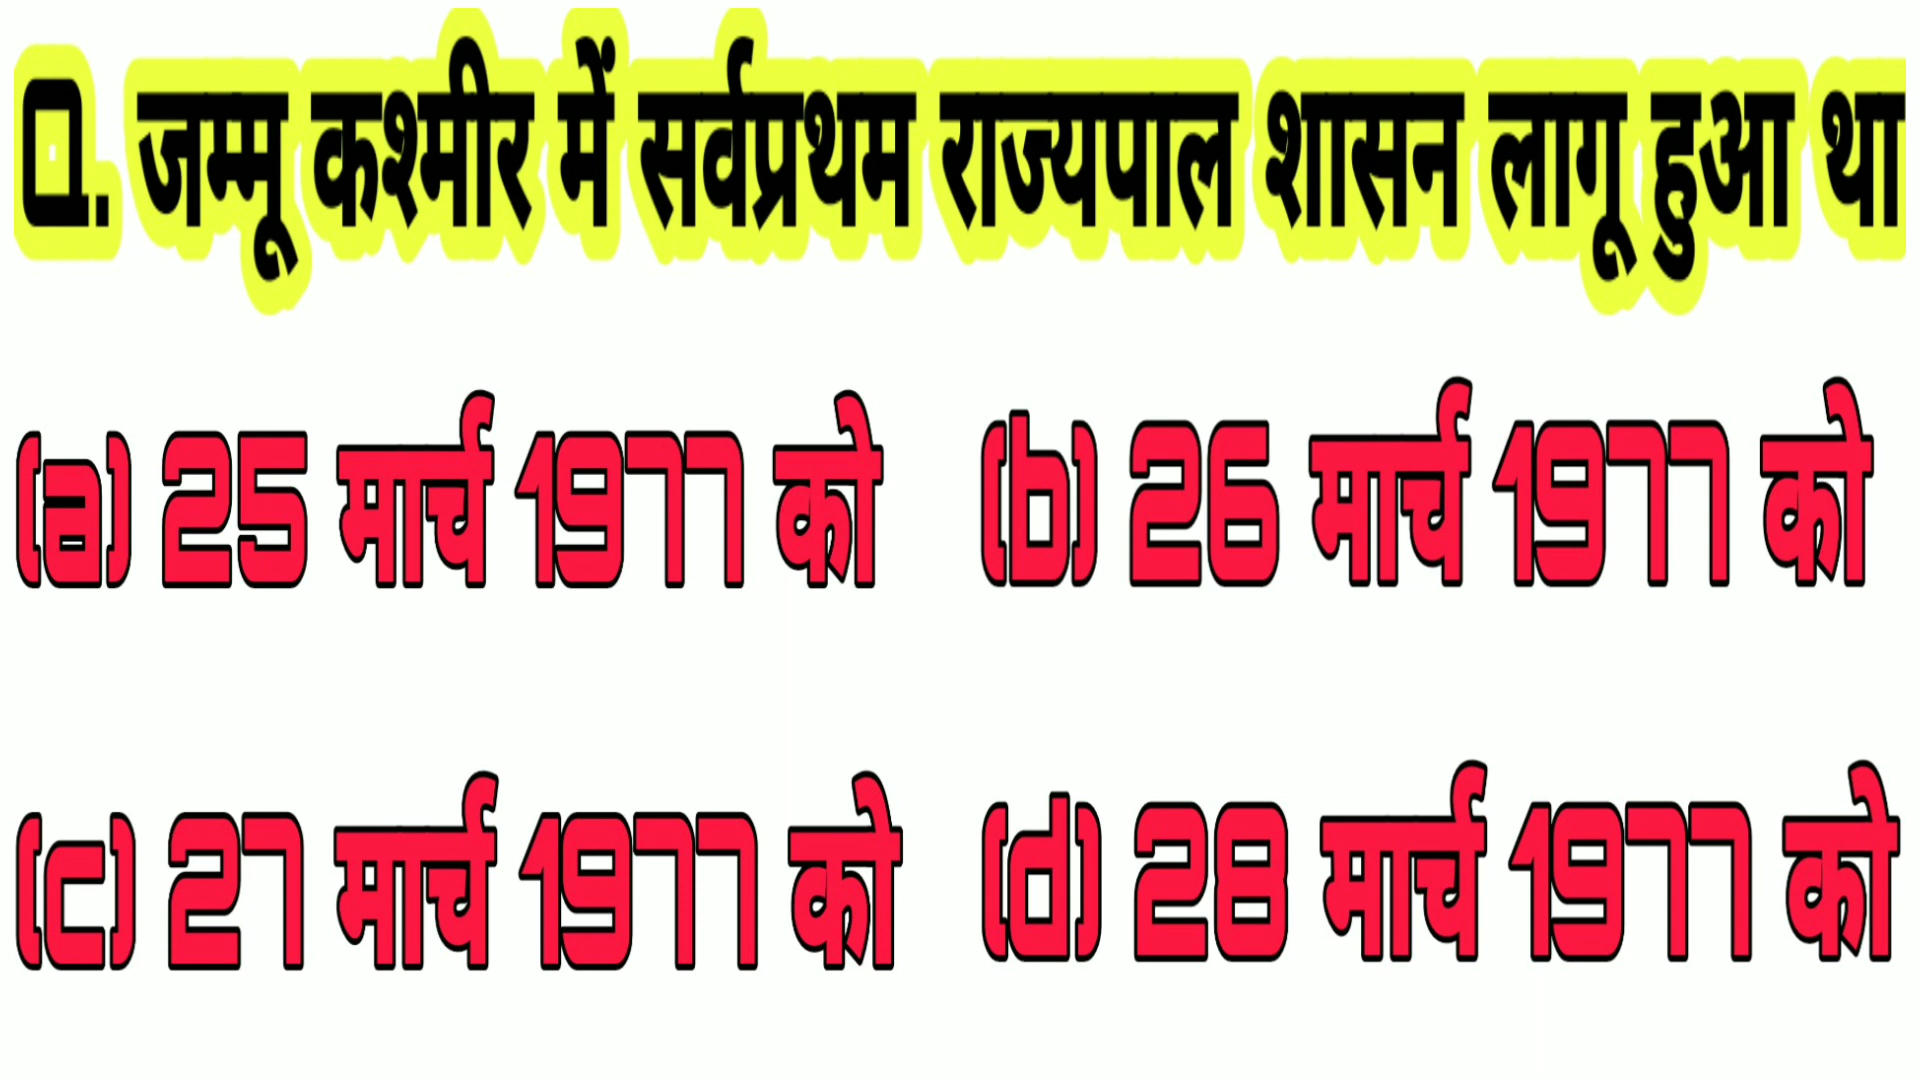 Q. जम्मू कश्मीर में सर्वप्रथम राज्यपाल शासन लागू हुआ था
(a) 25 मार्च 1977 को (b) 26 मार्च 1977 को
(c) 27 मार्च 1977 को (d) 28 मार्च 1977 को